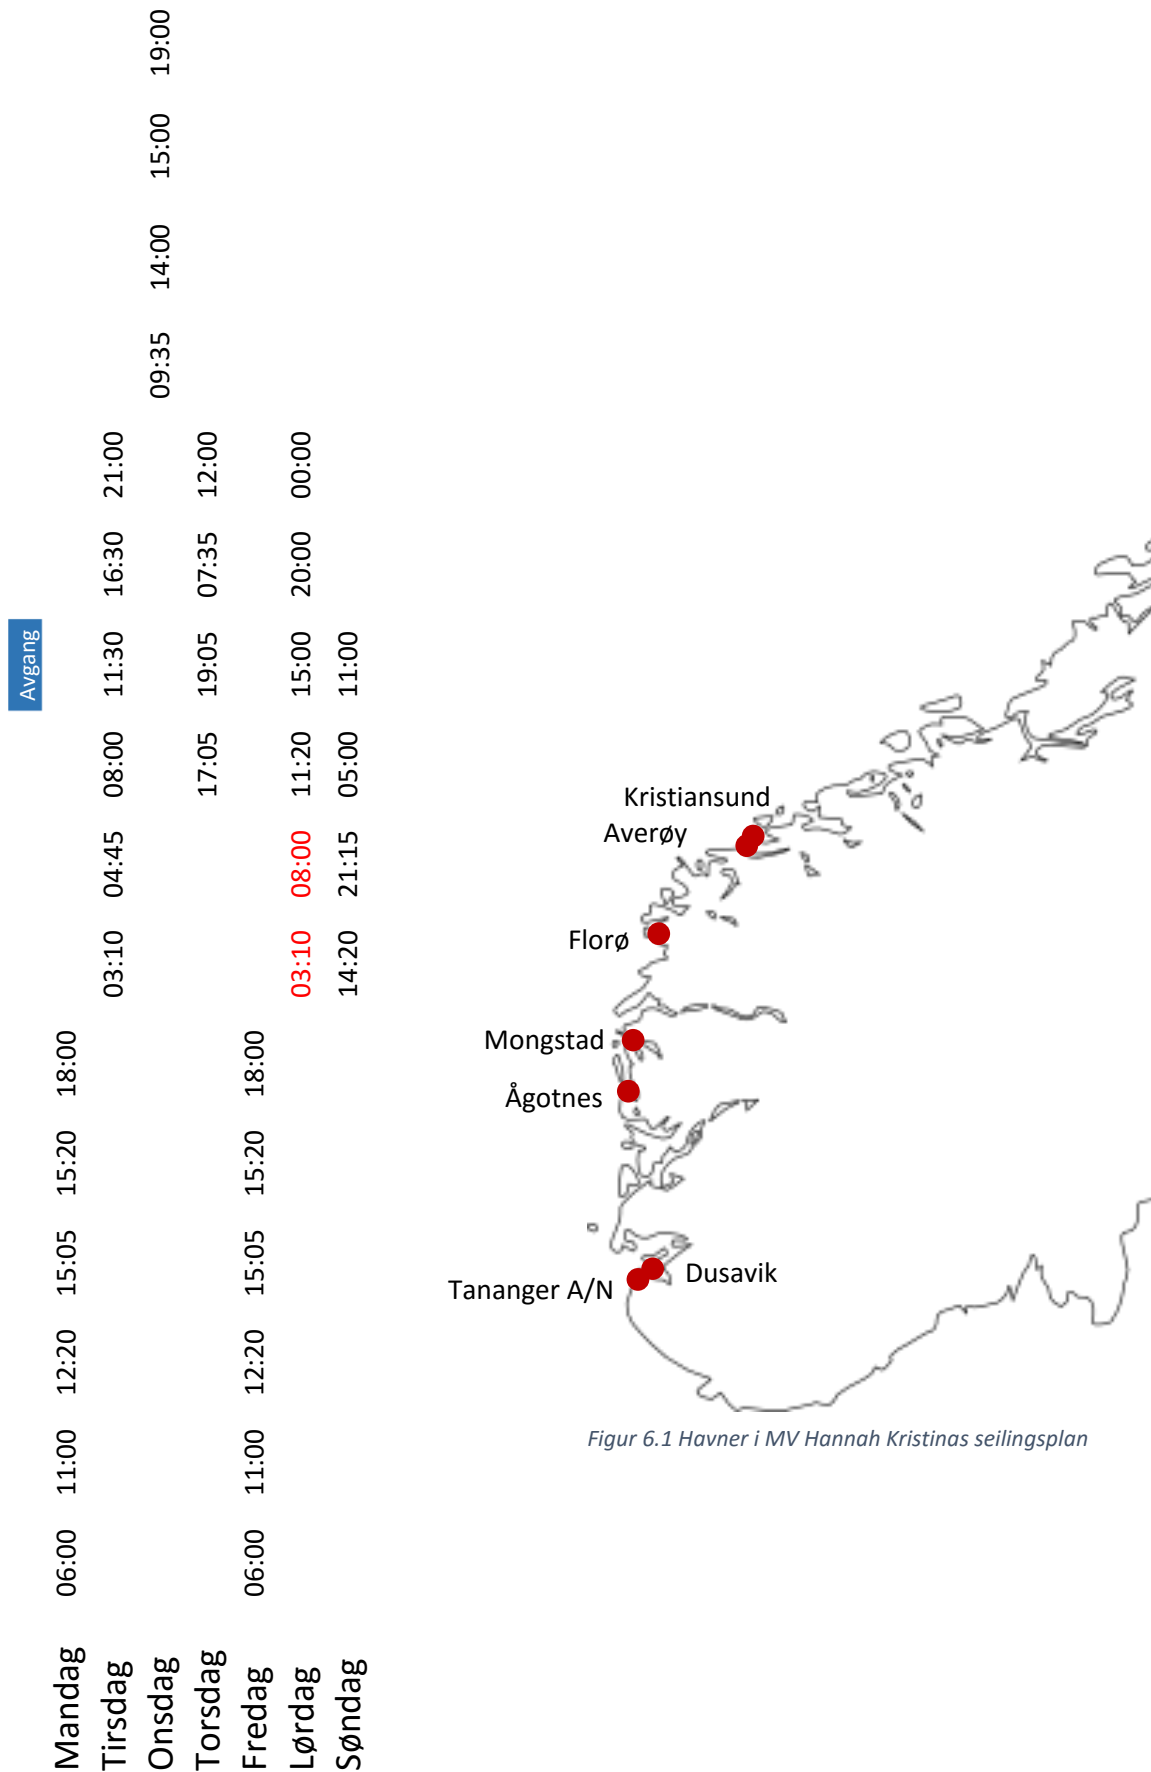 Avgang
Mandag 06:00 11:00 12:20 15:05 15:20 18:00
Tirsdag 03:10 04:45 08:00 11:30 16:30 21:00
Onsdag 09:35 14:00 15:00 19:00
Torsdag 17:05 19:05 07:35 12:00
Fredag 06:00 11:00 12:20 15:05 15:20 18:00
Lørdag 03:10 08:00 11:20 15:00 20:00 00:00
Søndag 14:20 21:15 05:00 11:00
Kristiansund
Averøy
Florø
Mongstad
Ågotnes
Dusavik
Tananger A/N
Figur 6.1 Havner i MV Hannah Kristinas seilingsplan